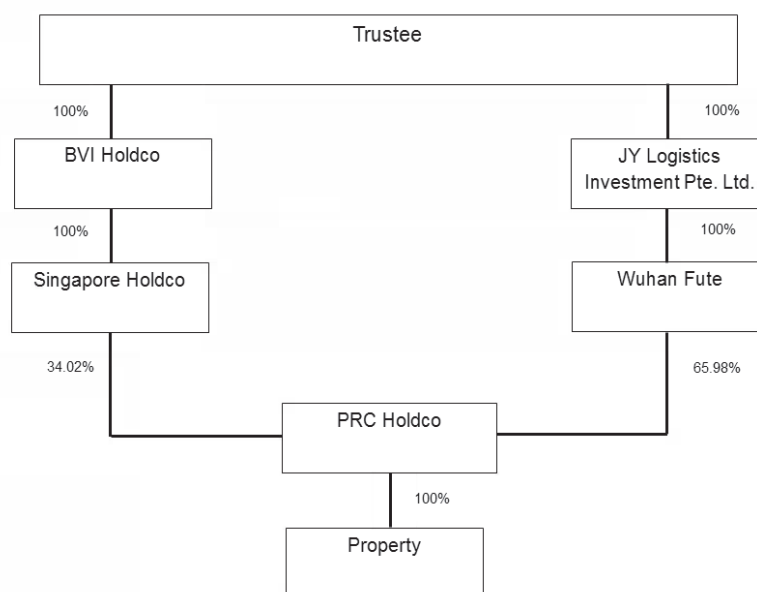 Trustee
100%
100%
BVI Holdco
JY Logistics
Investment Pte. Ltd.
100%
100%
Singapore Holdco
Wuhan Fute
34.02%
65.98%
PRC Holdco
100%
Property